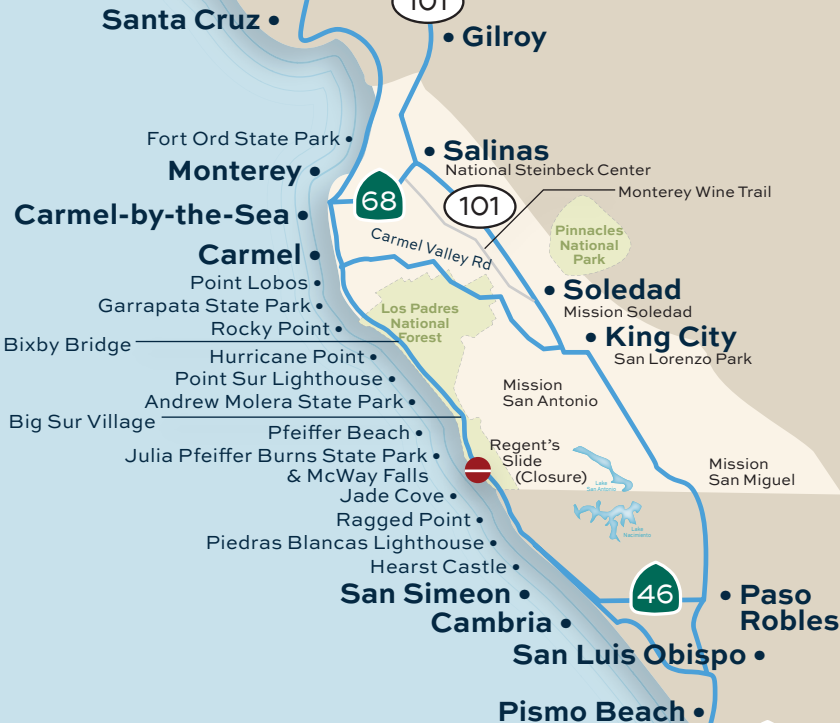 101
Santa Cruz
Gilroy
Fort Ord State Park
Salinas
National Steinbeck Center
Monterey
68
101
Monterey Wine Trail
Carmel-by-the-Sea
Carmel Valley Rd
Pinnacles
National
Park
Carmel
Point Lobos
Soledad
Mission Soledad
Garrapata State Park
Los Padres
National
Forest
Rocky Point
King City
San Lorenzo Park
Bixby Bridge
Hurricane Point
Point Sur Lighthouse
Mission
San Antonio
Andrew Molera State Park
Big Sur Village
Pfeiffer Beach
Regent's
Slide
(Closure)
Julia Pfeiffer Burns State Park
& McWay Falls
Mission
San Miguel
Lake
San Antonio
Jade Cove
Ragged Point
Lake
Nacimiento
Piedras Blancas Lighthouse
Hearst Castle
San Simeon
46
Paso
Robles
Cambria
San Luis Obispo
Pismo Beach